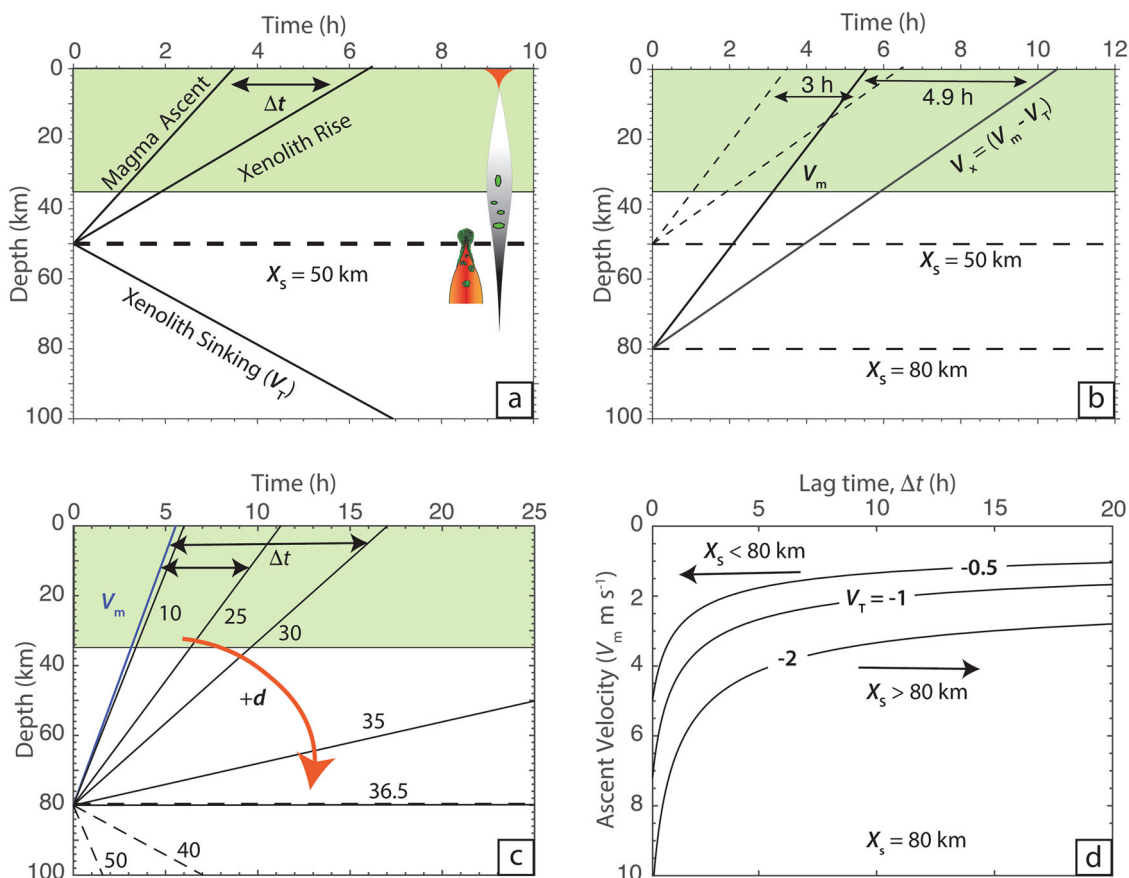 Time (h)
0 2 4 6 8 10
0
20
40
60
80
100
Depth (km)
Magma Ascent
Δt
Xenolith Rise
Xs = 50 km
Xenolith Sinking (VT)
a
Time (h)
0 2 4 6 8 10 12
0
20
40
60
80
100
Depth (km)
3 h
4.9 h
Vm
Vx = (Vm - VT)
Xs = 50 km
Xs = 80 km
b
Time (h)
0 5 10 15 20 25
0
20
40
60
80
100
Depth (km)
Δt
Vm
10
25
30
+d
35
36.5
50
40
c
Lag time, Δt (h)
0 5 10 15 20
0
2
4
6
8
10
Ascent Velocity (Vm m s⁻¹)
Xs < 80 km
-0.5
VT = -1
-2
Xs > 80 km
Xs = 80 km
d